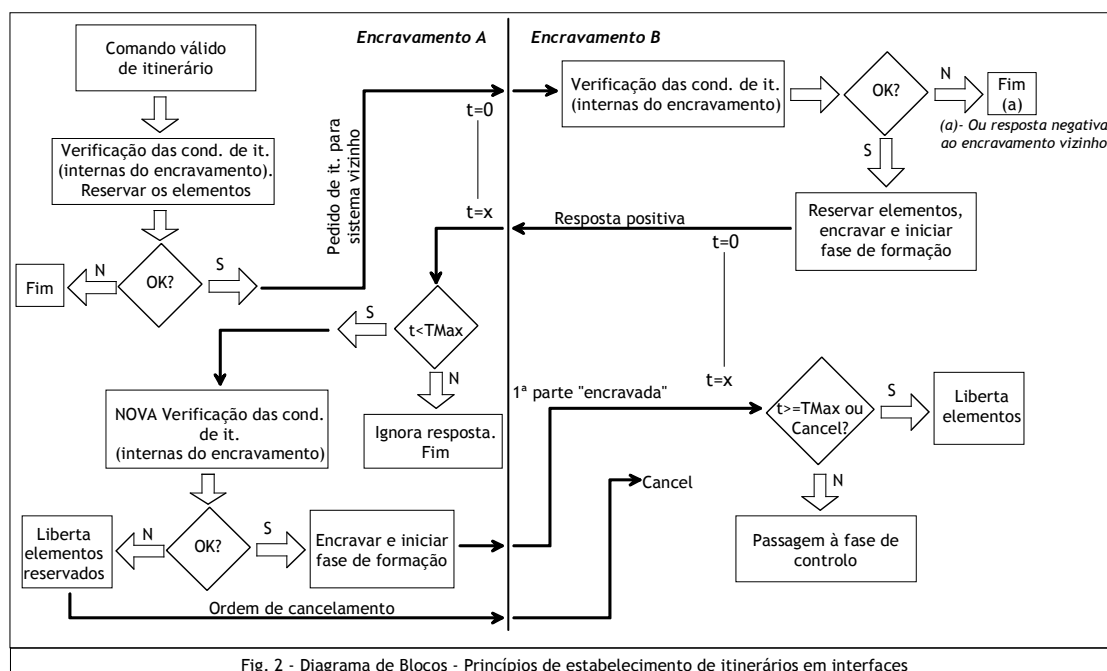 Encravamento A
Encravamento B
Comando válido
de itinerário
Verificação das cond. de it.
(internas do encravamento).
Reservar os elementos
OK?
N
Fim
S
Pedido de it. para
sistema vizinho
t=0
t=x
Verificação das cond. de it.
(internas do encravamento)
OK?
N
Fim
(a)
(a)- Ou resposta negativa
ao encravamento vizinho
S
Reservar elementos,
encravar e iniciar
fase de formação
Resposta positiva
t=0
t=x
t<TMax
S
N
Ignora resposta.
Fim
NOVA Verificação das cond.
de it.
(internas do encravamento)
OK?
N
Liberta
elementos
reservados
S
Encravar e iniciar
fase de formação
1ª parte "encravada"
t>=TMax ou
Cancel?
S
Liberta
elementos
N
Passagem à fase de
controlo
Cancel
Ordem de cancelamento
Fig. 2 - Diagrama de Blocos - Princípios de estabelecimento de itinerários em interfaces